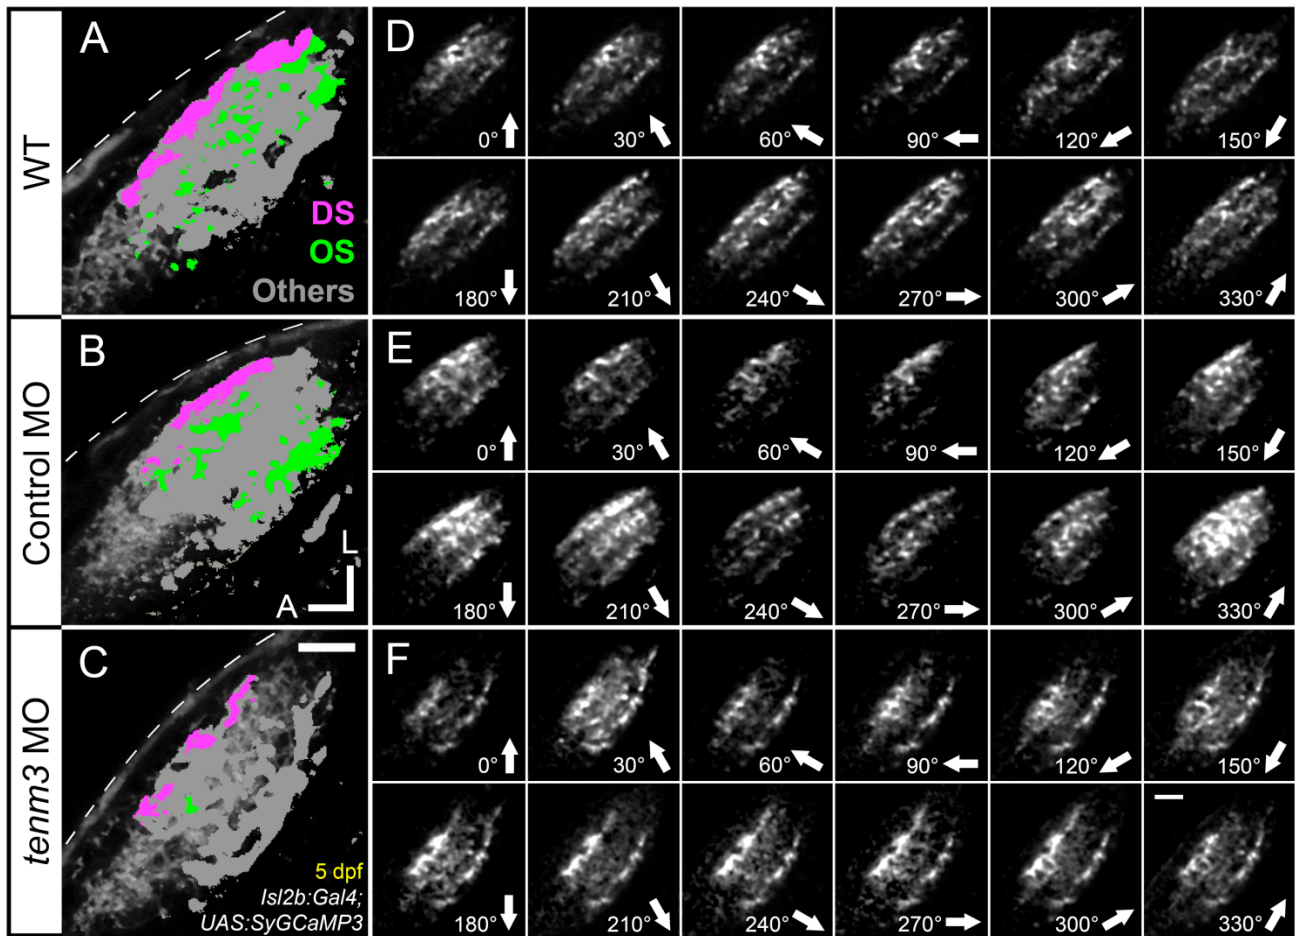 WT
A
DS
OS
Others
D
0°
30°
60°
90°
120°
150°
180°
210°
240°
270°
300°
330°
Control MO
B
L
A
E
0°
30°
60°
90°
120°
150°
180°
210°
240°
270°
300°
330°
tenm3 MO
C
5 dpf
Isl2b:Gal4;
UAS:SyGCaMP3
F
0°
30°
60°
90°
120°
150°
180°
210°
240°
270°
300°
330°